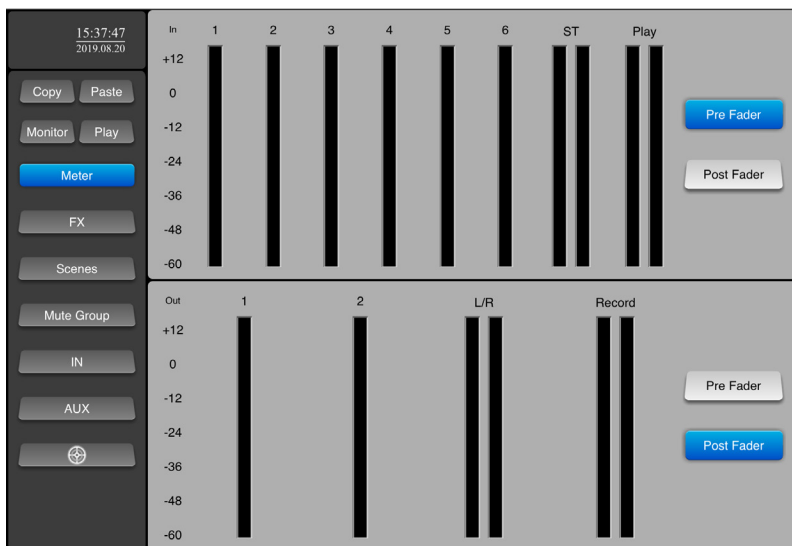 15:37:47
2019.08.20
Copy Paste
Monitor Play
Meter
FX
Scenes
Mute Group
IN
AUX
In 1 2 3 4 5 6 ST Play
+12
0
-12
-24
-36
-48
-60
Pre Fader
Post Fader
Out 1 2 L/R Record
+12
0
-12
-24
-36
-48
-60
Pre Fader
Post Fader